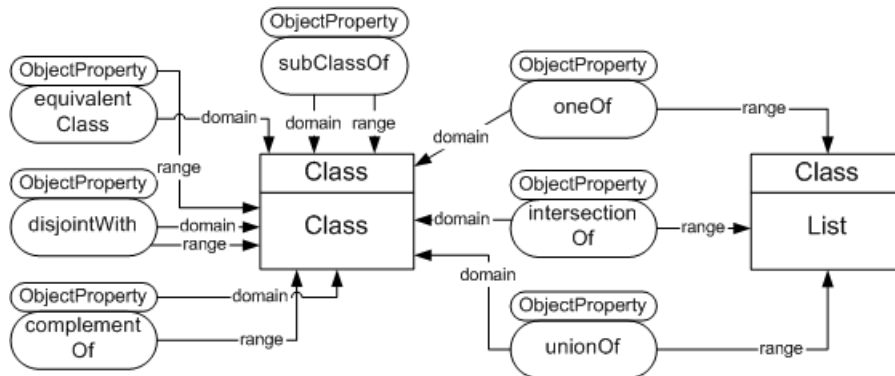 ObjectProperty
subClassOf
domain
range
ObjectProperty
equivalent
Class
domain
range
ObjectProperty
disjointWith
domain
range
ObjectProperty
complement
Of
domain
range
Class
Class
ObjectProperty
oneOf
domain
range
ObjectProperty
intersection
Of
domain
range
ObjectProperty
unionOf
domain
range
Class
List